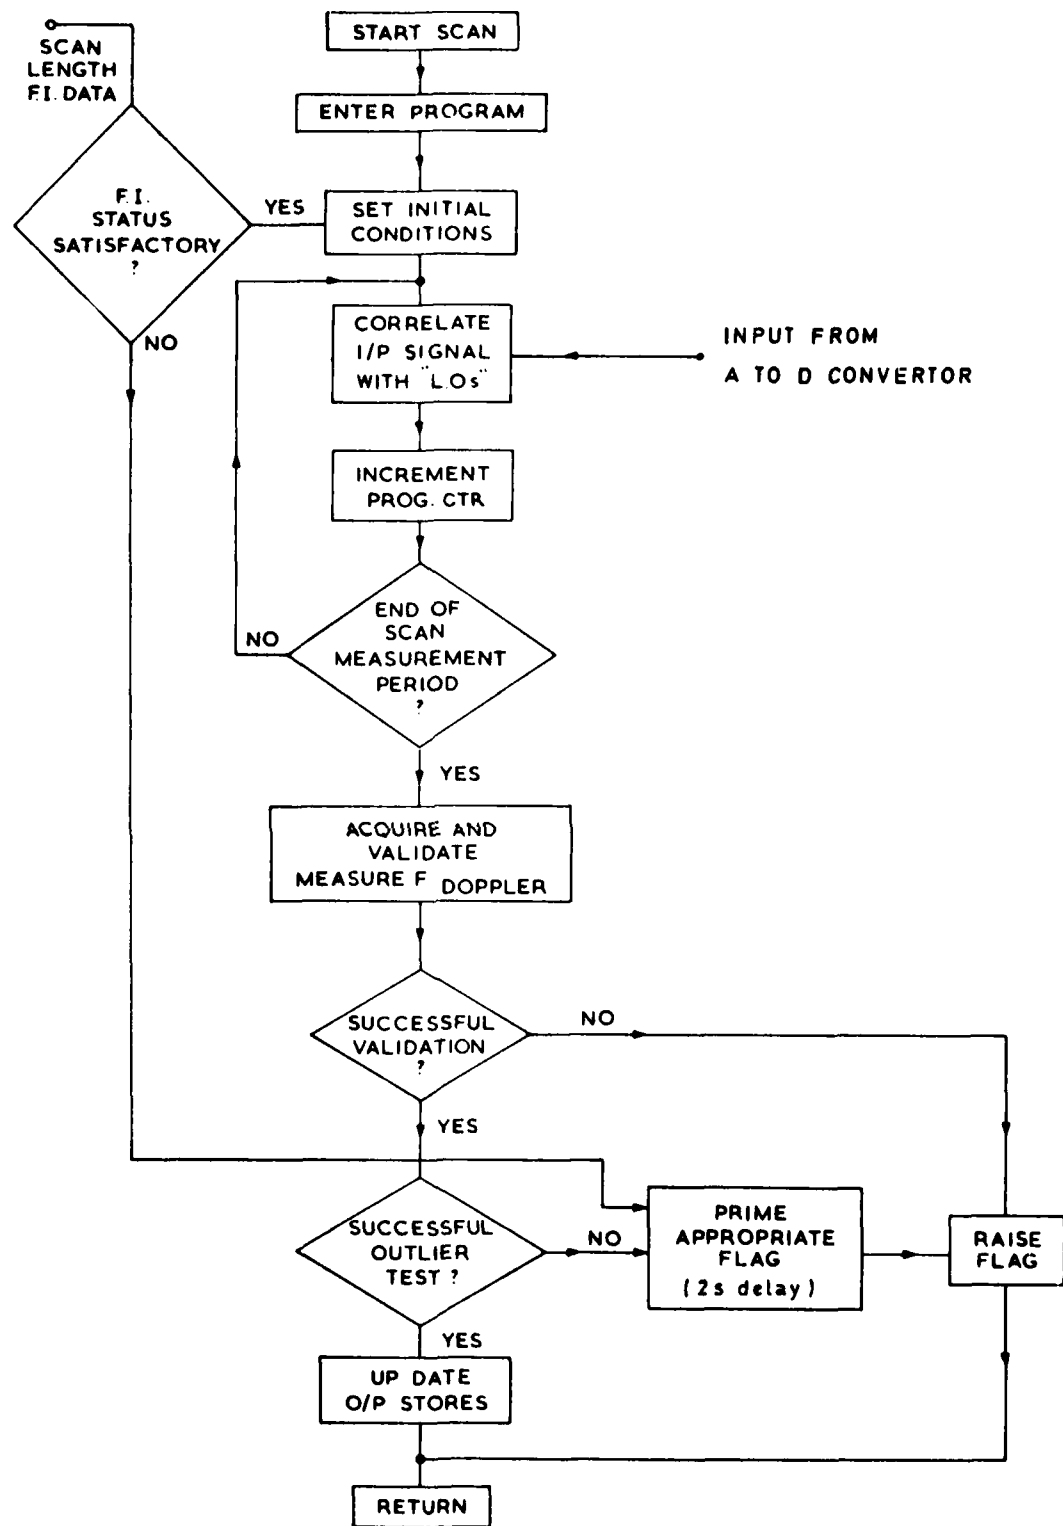 START SCAN
SCAN
LENGTH
F.I. DATA
ENTER PROGRAM
F.I.
STATUS
SATISFACTORY
?
YES
SET INITIAL
CONDITIONS
NO
CORRELATE
I/P SIGNAL
WITH "L.Os"
INPUT FROM
A TO D CONVERTOR
INCREMENT
PROG. CTR
END OF
SCAN
MEASUREMENT
PERIOD
?
NO
YES
ACQUIRE AND
VALIDATE
MEASURE F DOPPLER
SUCCESSFUL
VALIDATION
?
NO
YES
SUCCESSFUL
OUTLIER
TEST ?
NO
PRIME
APPROPRIATE
FLAG
(2s delay)
RAISE
FLAG
YES
UP DATE
O/P STORES
RETURN